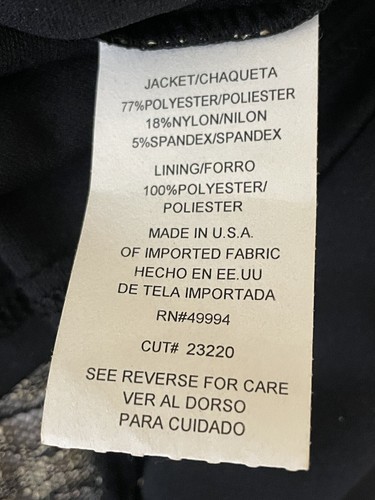 JACKET/CHAQUETA
77%POLYESTER/POLIESTER
18%NYLON/NILON
5%SPANDEX/SPANDEX
LINING/FORRO
100%POLYESTER/
POLIESTER
MADE IN U.S.A.
OF IMPORTED FABRIC
HECHO EN EE.UU
DE TELA IMPORTADA
RN#49994
CUT# 23220
SEE REVERSE FOR CARE
VER AL DORSO
PARA CUIDADO